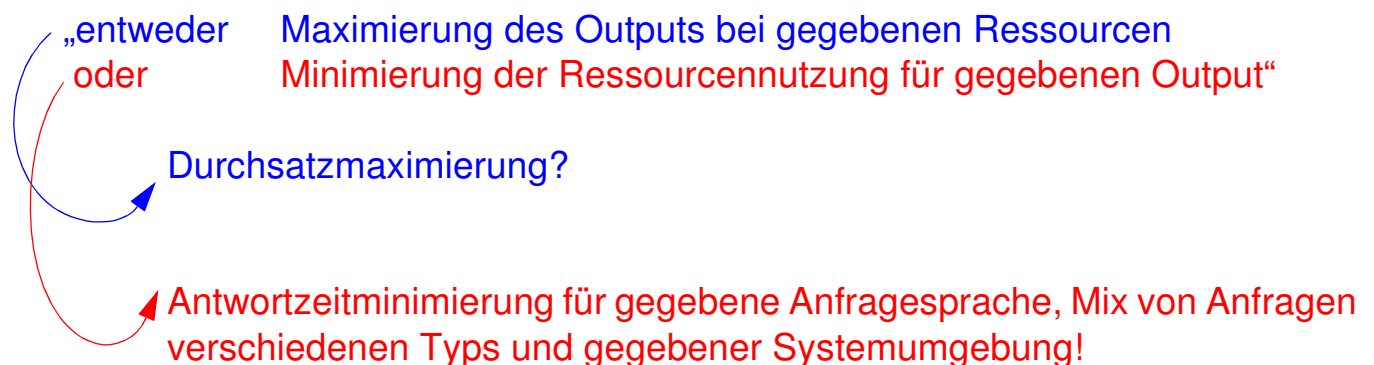 „entweder Maximierung des Outputs bei gegebenen Ressourcen
oder Minimierung der Ressourcennutzung für gegebenen Output“
Durchsatzmaximierung?
Antwortzeitminimierung für gegebene Anfragesprache, Mix von Anfragen
verschiedenen Typs und gegebener Systemumgebung!